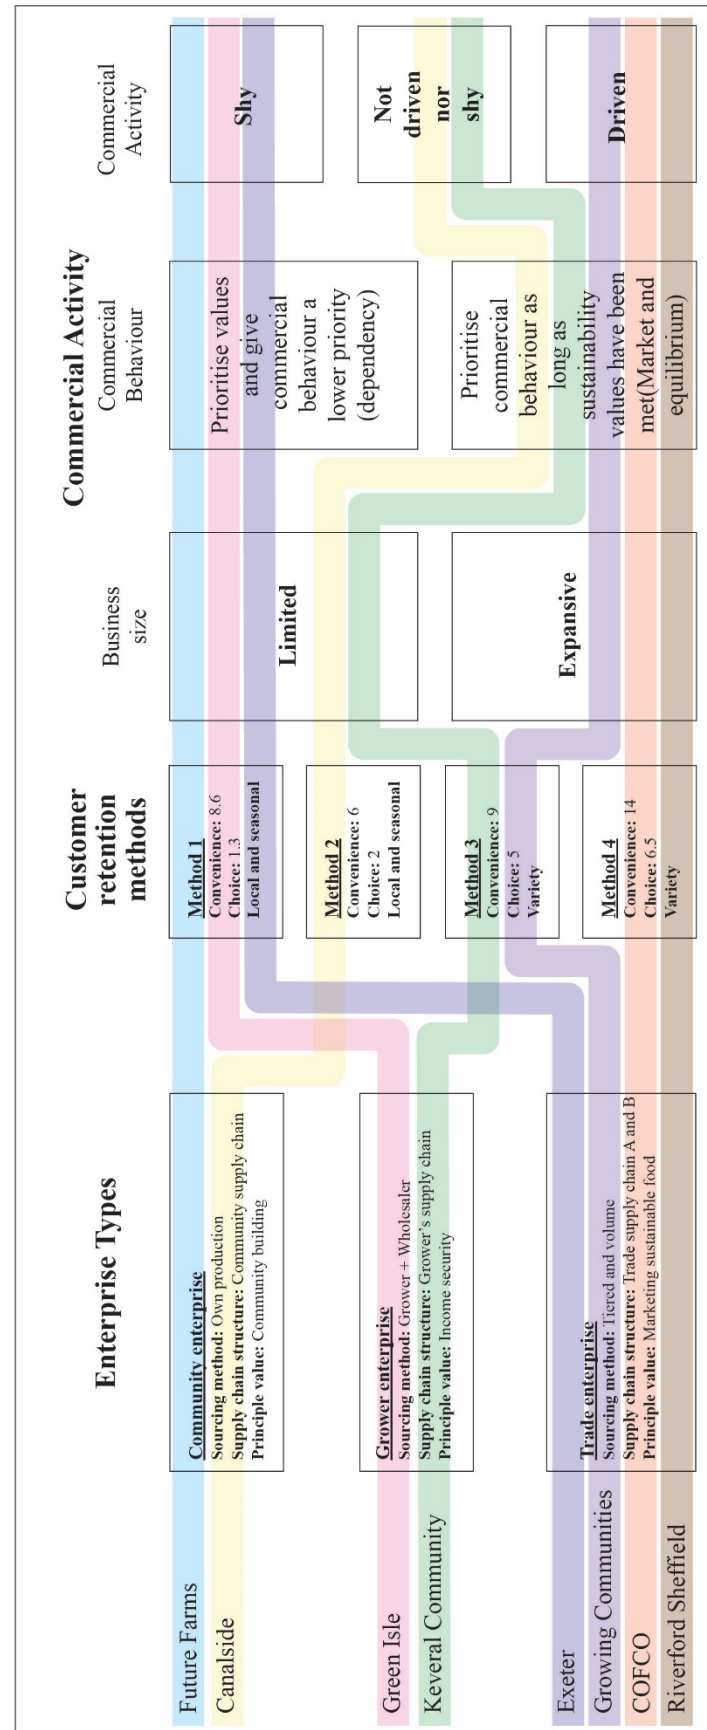 Enterprise Types
Customer
retention
methods
Commercial Activity
Business
size
Commercial
Behaviour
Commercial
Activity
Future Farms
Canalside
Green Isle
Keveral Community
Exeter
Growing Communities
COFCO
Riverford Sheffield
Community enterprise
Sourcing method: Own production
Supply chain structure: Community supply chain
Principle value: Community building
Grower enterprise
Sourcing method: Grower + Wholesaler
Supply chain structure: Grower's supply chain
Principle value: Income security
Trade enterprise
Sourcing method: Tiered and volume
Supply chain structure: Trade supply chain A and B
Principle value: Marketing sustainable food
Method 1
Convenience: 8.6
Choice: 1.3
Local and seasonal
Method 2
Convenience: 6
Choice: 2
Local and seasonal
Method 3
Convenience: 9
Choice: 5
Variety
Method 4
Convenience: 14
Choice: 6.5
Variety
Limited
Expansive
Prioritise values
and give
commercial
behaviour a
lower priority
(dependency)
Prioritise
commercial
behaviour as
long as
sustainability
values have been
met(Market and
equilibrium)
Shy
Not
driven
nor
shy
Driven